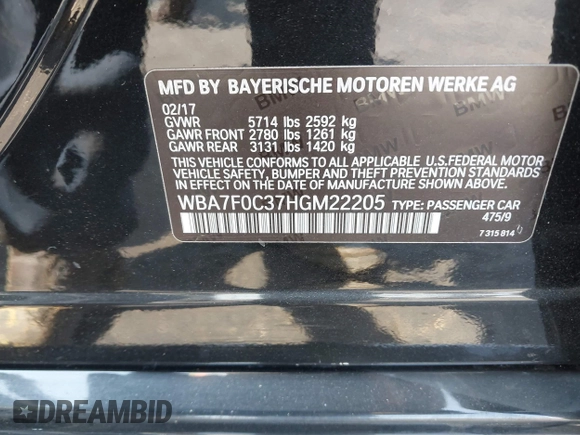 MFD BY BAYERISCHE MOTOREN WERKE AG
02/17
GVWR 5714 lbs 2592 kg
GAWR FRONT 2780 lbs 1261 kg
GAWR REAR 3131 lbs 1420 kg
THIS VEHICLE CONFORMS TO ALL APPLICABLE U.S.FEDERAL MOTOR
VEHICLE SAFETY, BUMPER AND THEFT PREVENTION STANDARDS
IN EFFECT ON THE DATE OF MANUFACTURE SHOWN ABOVE.
WBA7F0C37HGM22205 TYPE: PASSENGER CAR
475/9
7 315 814
DREAMBID